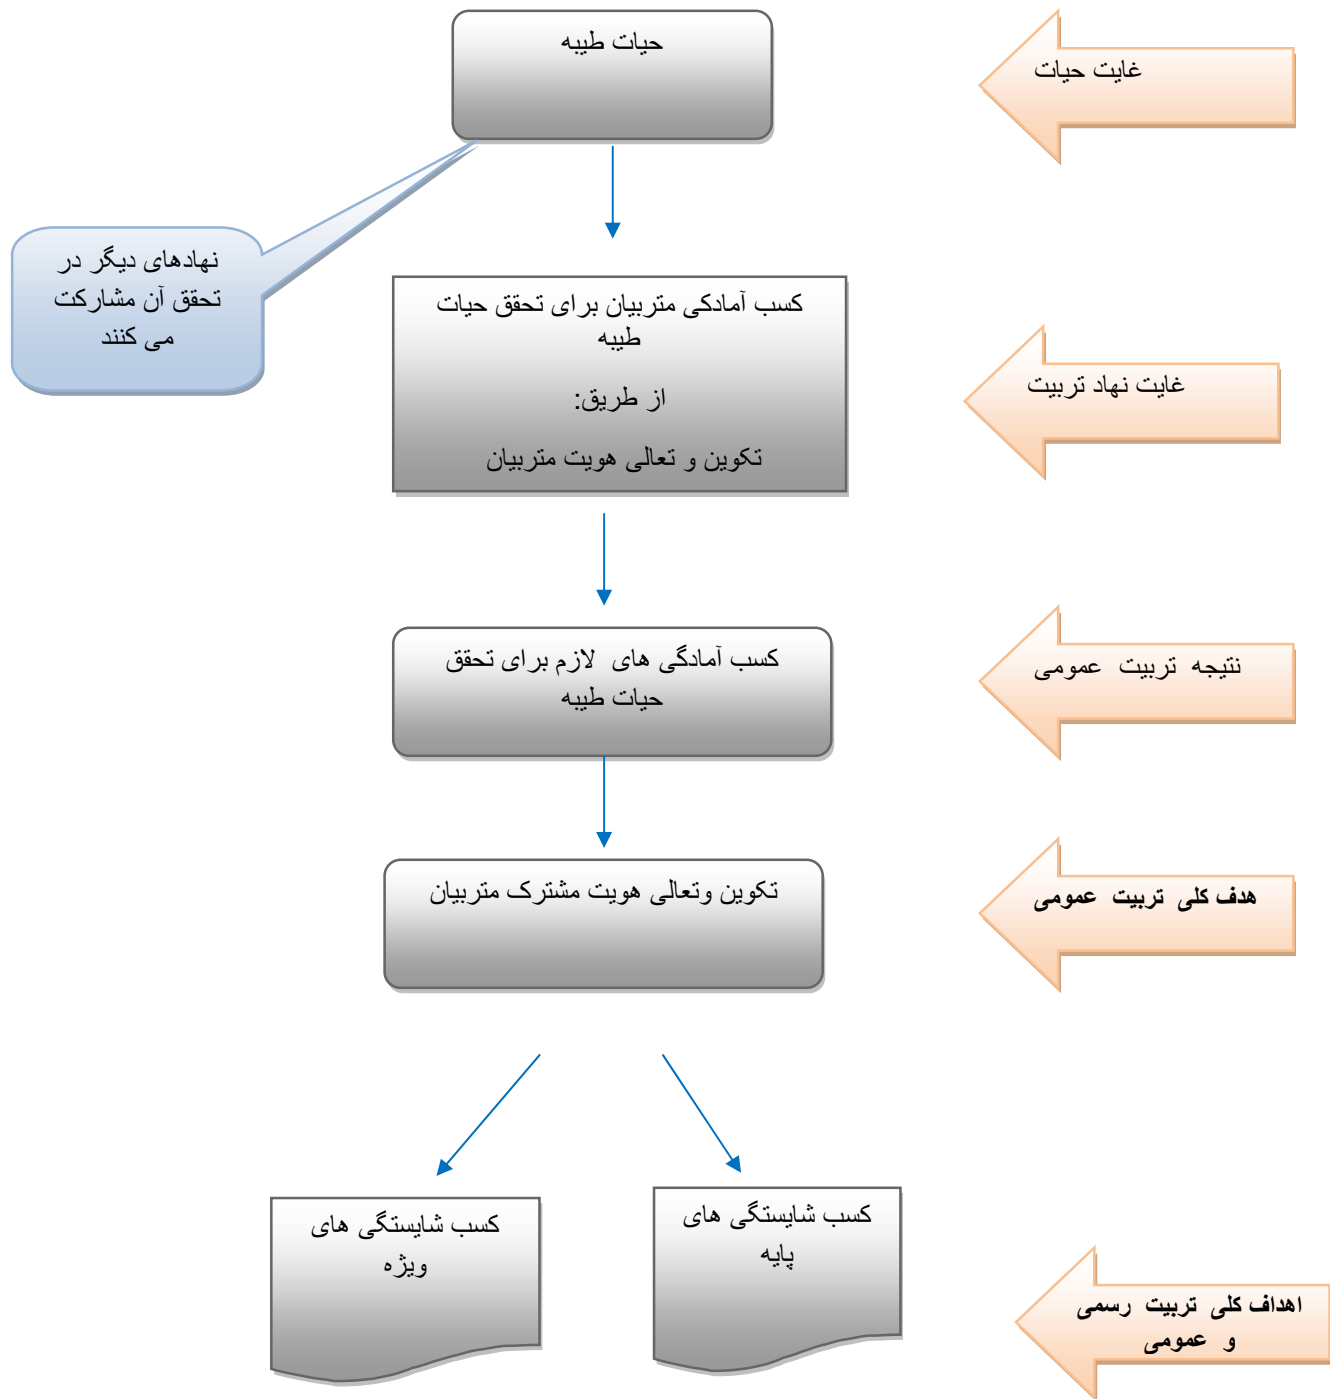 حیات طیبه
غایت حیات
نهادهای دیگر در
تحقق آن مشارکت
می کنند
کسب آمادکی متربیان برای تحقق حیات
طیبه
از طریق:
تکوین و تعالی هویت متربیان
غایت نهاد تربیت
کسب آمادگی های لازم برای تحقق
حیات طیبه
نتیجه تربیت عمومی
تکوین وتعالی هویت مشترک متربیان
هدف کلی تربیت عمومی
کسب شایستگی های
پایه
کسب شایستگی های
ویژه
اهداف کلی تربیت رسمی
و عمومی